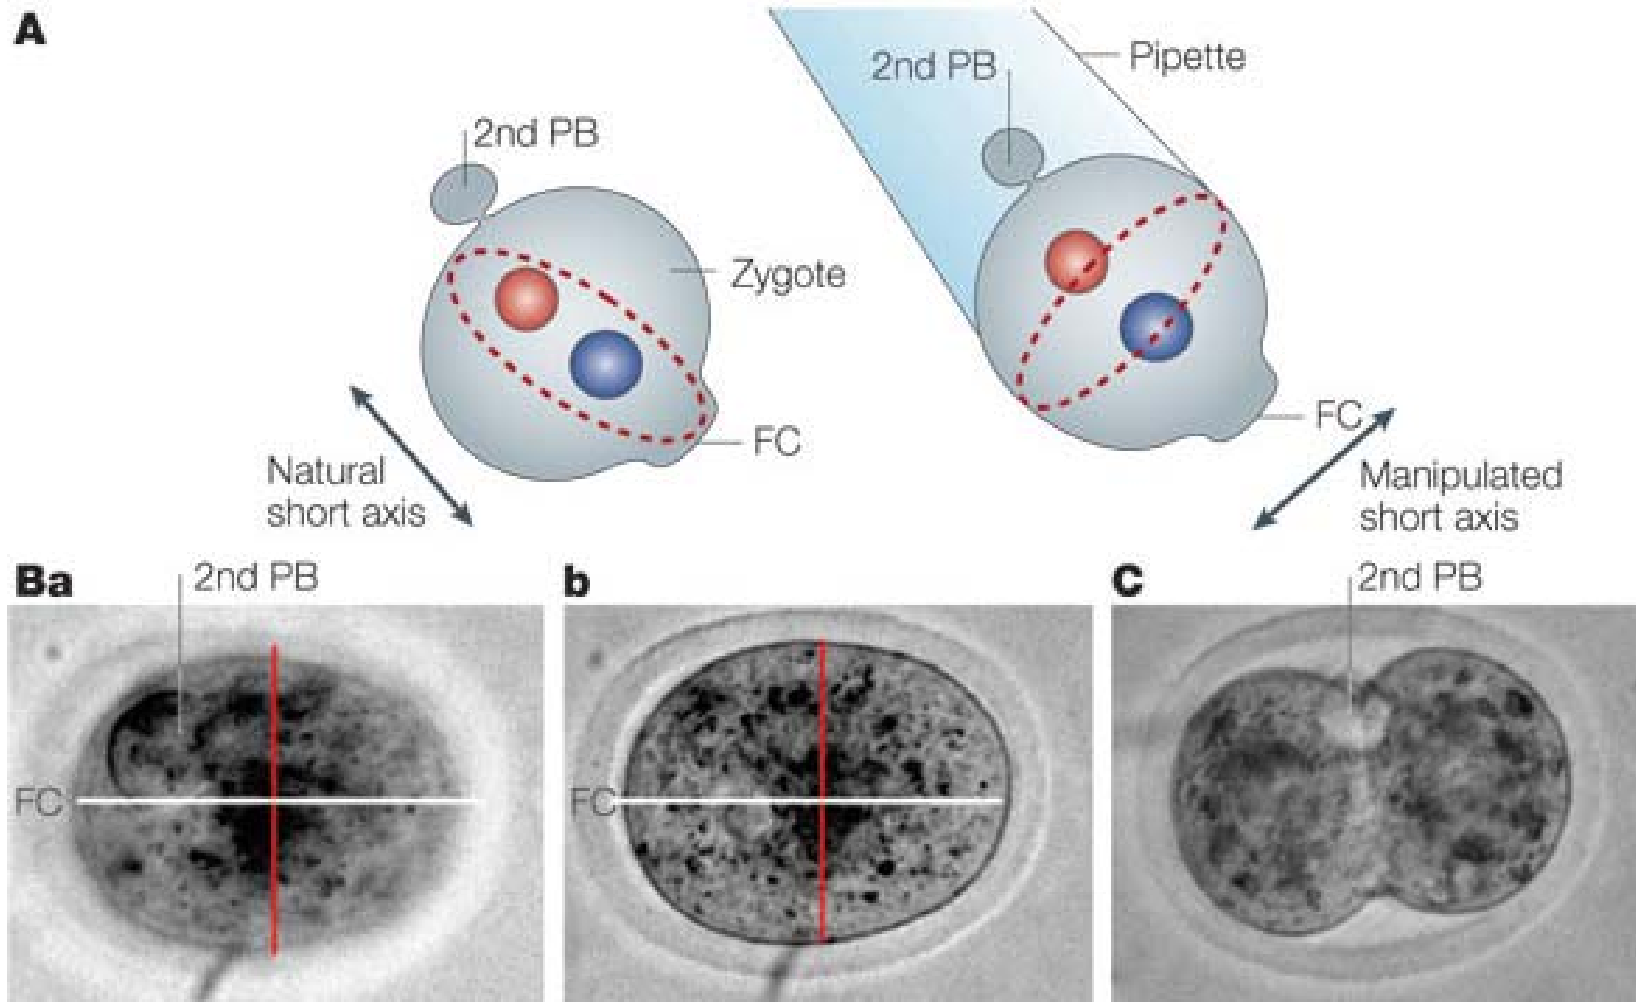 A
2nd PB
Zygote
FC
Natural
short axis
2nd PB
Pipette
FC
Manipulated
short axis
Ba
2nd PB
FC
b
FC
C
2nd PB